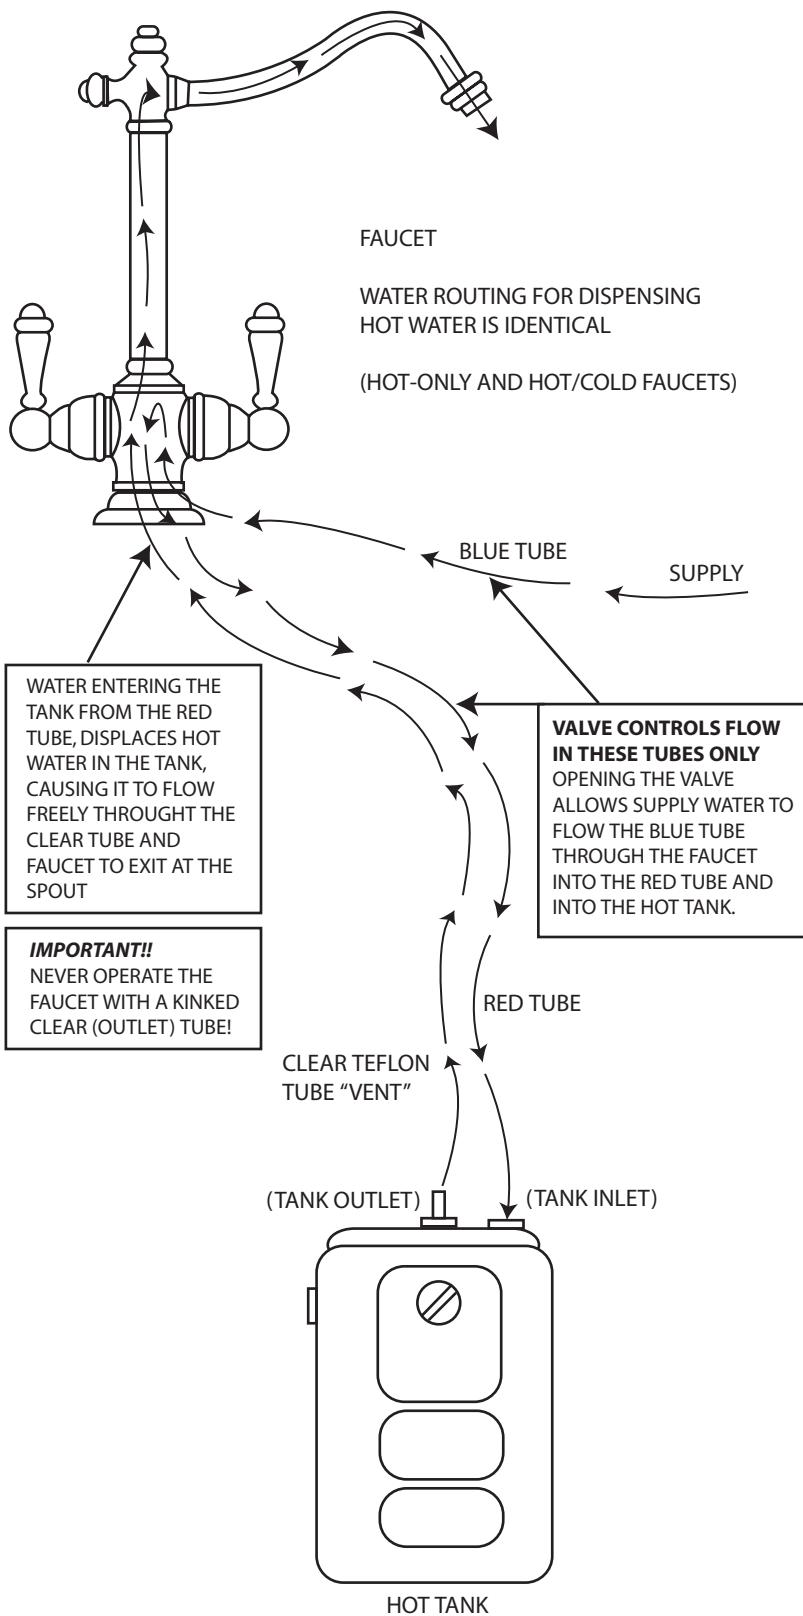 FAUCET
WATER ROUTING FOR DISPENSING
HOT WATER IS IDENTICAL
(HOT-ONLY AND HOT/COLD FAUCETS)
BLUE TUBE
SUPPLY
WATER ENTERING THE
TANK FROM THE RED
TUBE, DISPLACES HOT
WATER IN THE TANK,
CAUSING IT TO FLOW
FREELY THROUGHT THE
CLEAR TUBE AND
FAUCET TO EXIT AT THE
SPOUT
VALVE CONTROLS FLOW
IN THESE TUBES ONLY
OPENING THE VALVE
ALLOWS SUPPLY WATER TO
FLOW THE BLUE TUBE
THROUGH THE FAUCET
INTO THE RED TUBE AND
INTO THE HOT TANK.
IMPORTANT!!
NEVER OPERATE THE
FAUCET WITH A KINKED
CLEAR (OUTLET) TUBE!
RED TUBE
CLEAR TEFLON
TUBE “VENT”
(TANK OUTLET)
(TANK INLET)
HOT TANK